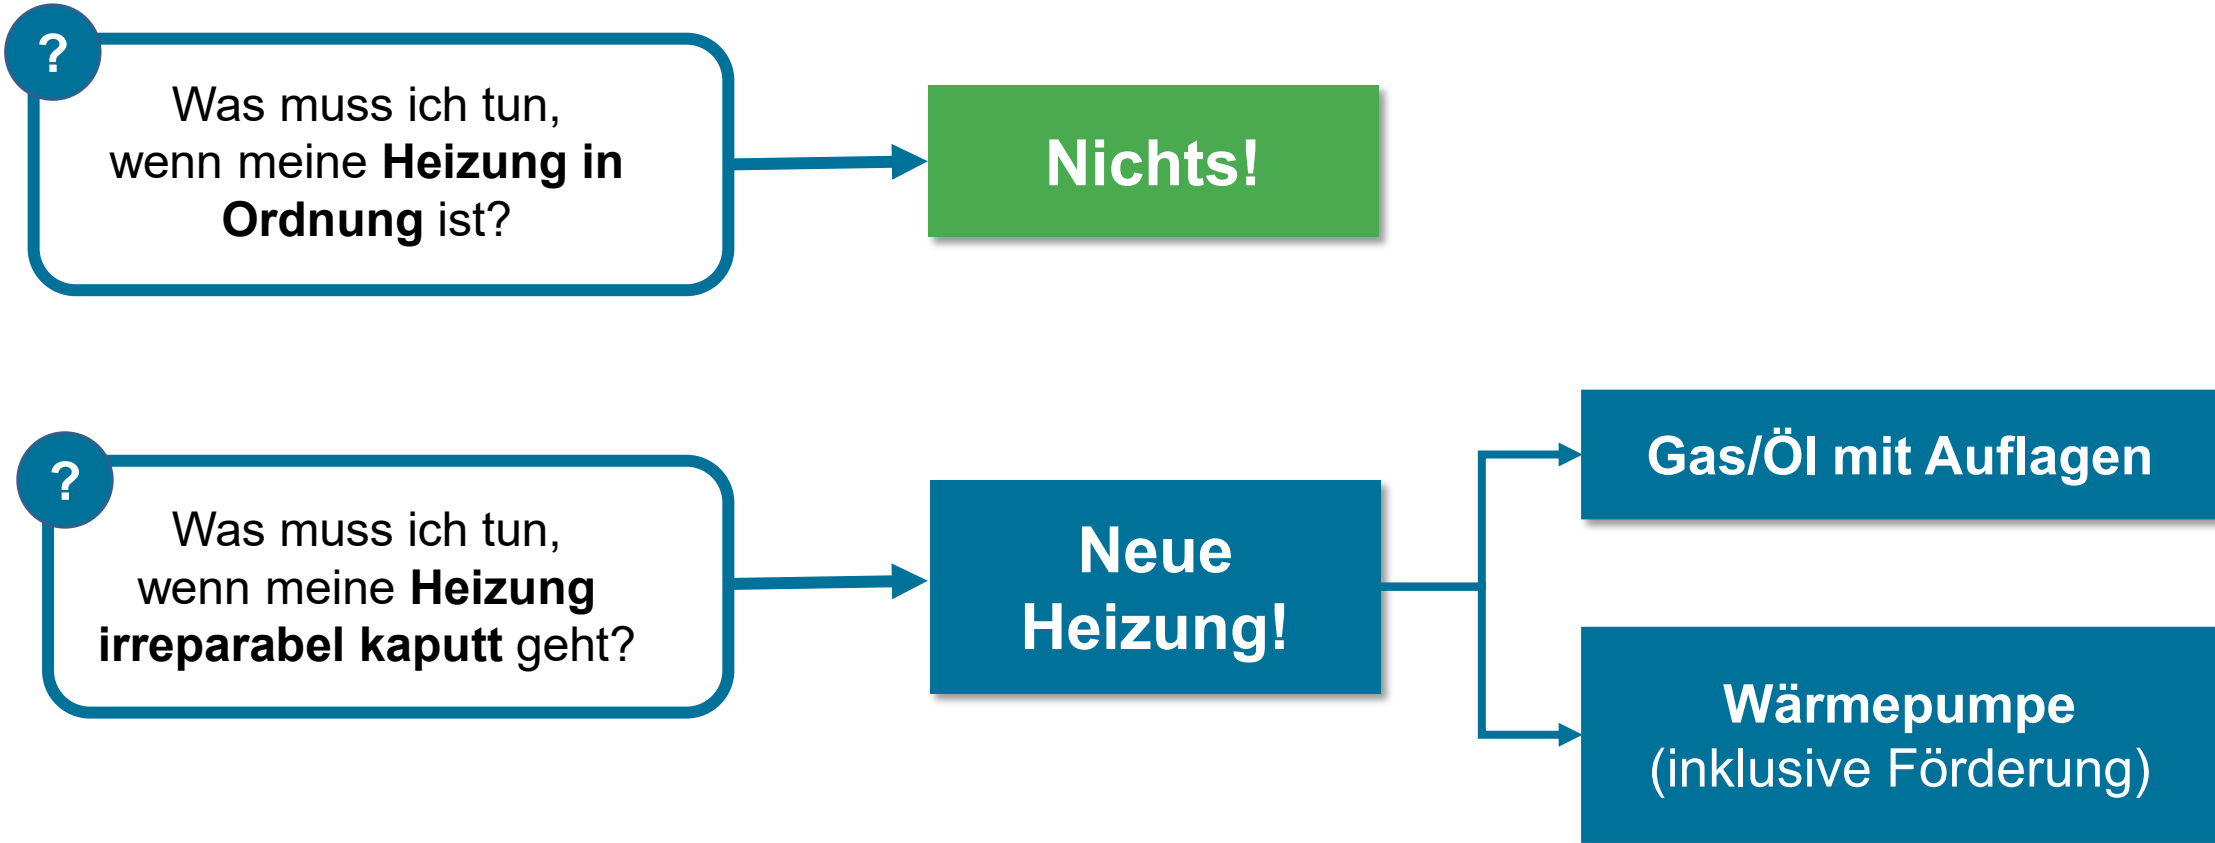 ?
Was muss ich tun,
wenn meine Heizung in
Ordnung ist?
Nichts!
?
Was muss ich tun,
wenn meine Heizung
irreparabel kaputt geht?
Neue
Heizung!
Gas/Öl mit Auflagen
Wärmepumpe
(inklusive Förderung)